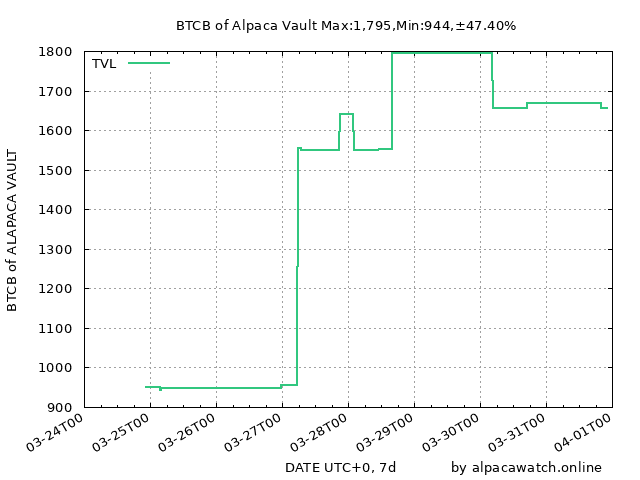 BTCB of Alpaca Vault Max:1,795,Min:944,±47.40%
TVL
BTCB of ALAPACA VAULT
1800
1700
1600
1500
1400
1300
1200
1100
1000
900
03-24T00
03-25T00
03-26T00
03-27T00
03-28T00
03-29T00
03-30T00
03-31T00
04-01T00
DATE UTC+0, 7d
by alpacawatch.online